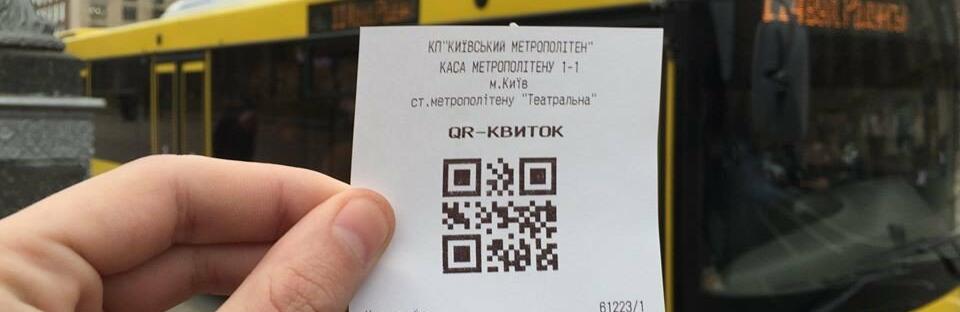 КП"КИЇВСЬКИЙ МЕТРОПОЛІТЕН"
КАСА МЕТРОПОЛІТЕНУ 1-1
м.Київ
ст.метрополітену "Театральна"
QR-КВИТОК
61223/1